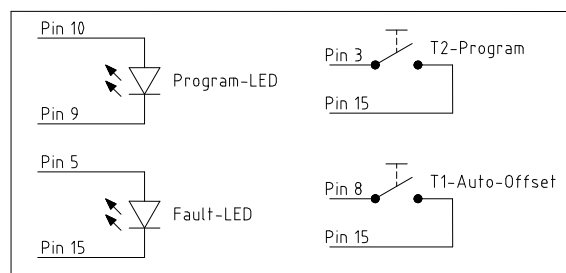 Pin 10
Program-LED
Pin 9
Pin 3
T2-Program
Pin 15
Pin 5
Fault-LED
Pin 15
Pin 8
T1-Auto-Offset
Pin 15